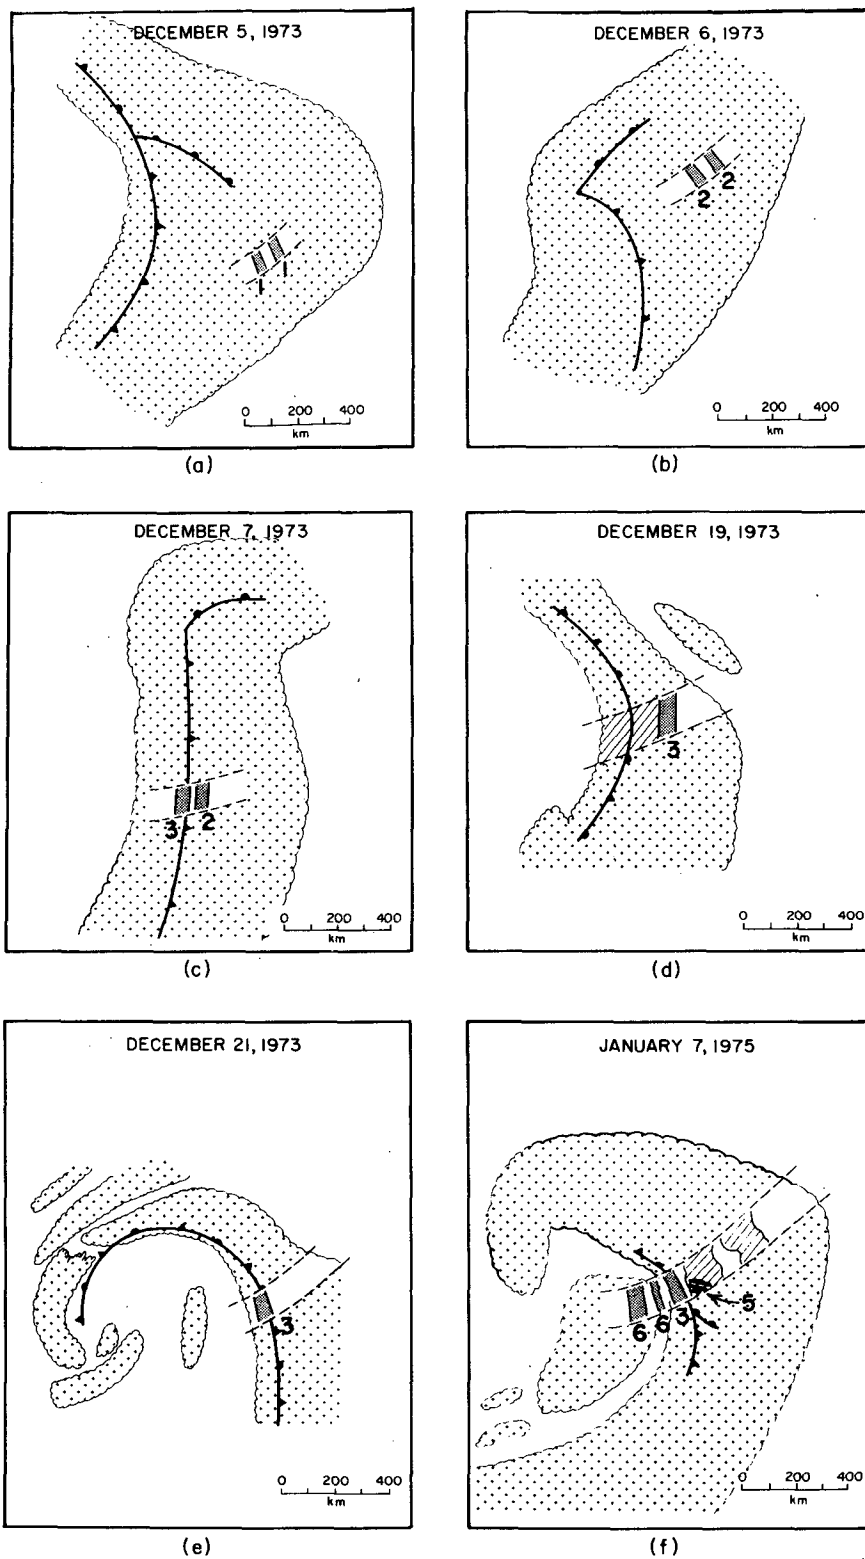 DECEMBER 5, 1973
1 1
0 200 400
km
(a)
DECEMBER 6, 1973
2 2
0 200 400
km
(b)
DECEMBER 7, 1973
3 2
0 200 400
km
(c)
DECEMBER 19, 1973
3
0 200 400
km
(d)
DECEMBER 21, 1973
3
0 200 400
km
(e)
JANUARY 7, 1975
6 6 3 5
0 200 400
km
(f)